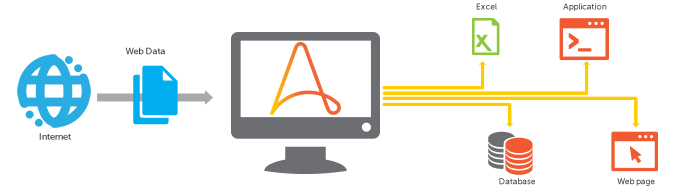 Excel
Application
Web Data
Internet
Database
Web page